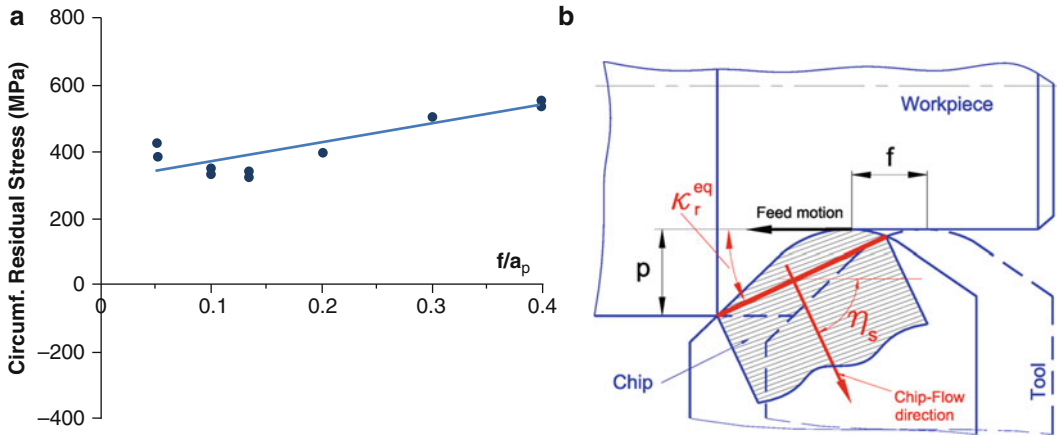 a
Circumf. Residual Stress (MPa)
800
600
400
200
0
−200
−400
0
0.1
0.2
0.3
0.4
f/aₚ
b
Workpiece
f
κᵣᵉq
Feed motion
p
ηₛ
Chip
Chip-Flow
direction
Tool